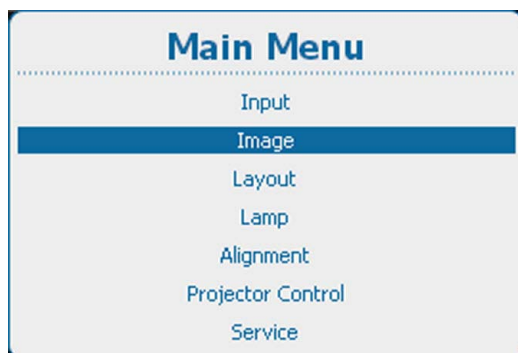 Main Menu
Input
Image
Layout
Lamp
Alignment
Projector Control
Service